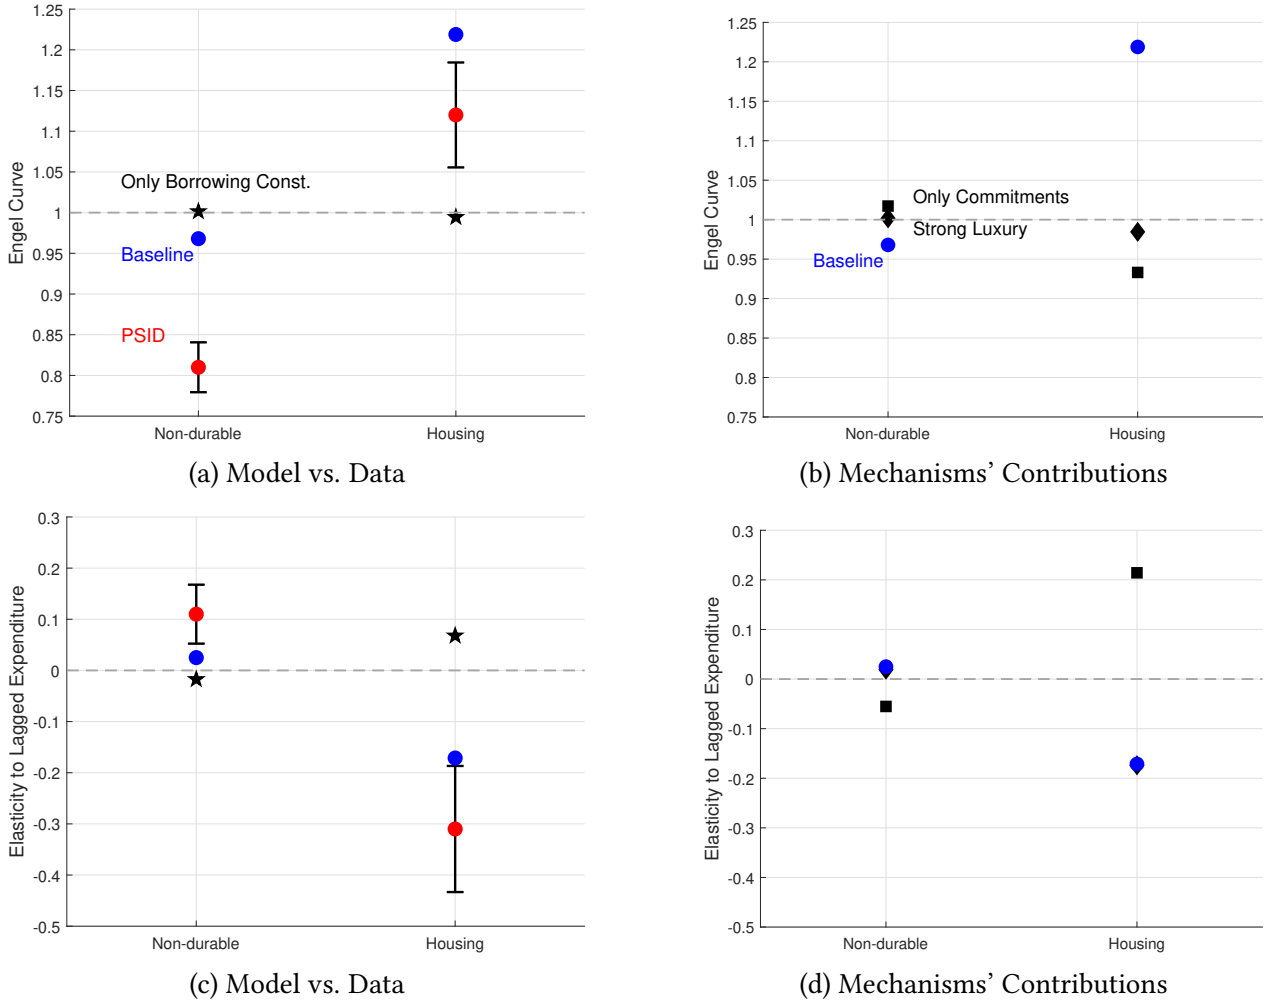 1.25
1.2
1.15
1.1
1.05
1
0.95
0.9
0.85
0.8
0.75
Engel Curve
Only Borrowing Const.
Baseline
PSID
Non-durable Housing
(a) Model vs. Data
1.25
1.2
1.15
1.1
1.05
1
0.95
0.9
0.85
0.8
0.75
Engel Curve
Only Commitments
Strong Luxury
Baseline
Non-durable Housing
(b) Mechanisms' Contributions
0.3
0.2
0.1
0
-0.1
-0.2
-0.3
-0.4
-0.5
Elasticity to Lagged Expenditure
Non-durable Housing
(c) Model vs. Data
0.3
0.2
0.1
0
-0.1
-0.2
-0.3
-0.4
-0.5
Elasticity to Lagged Expenditure
Non-durable Housing
(d) Mechanisms' Contributions